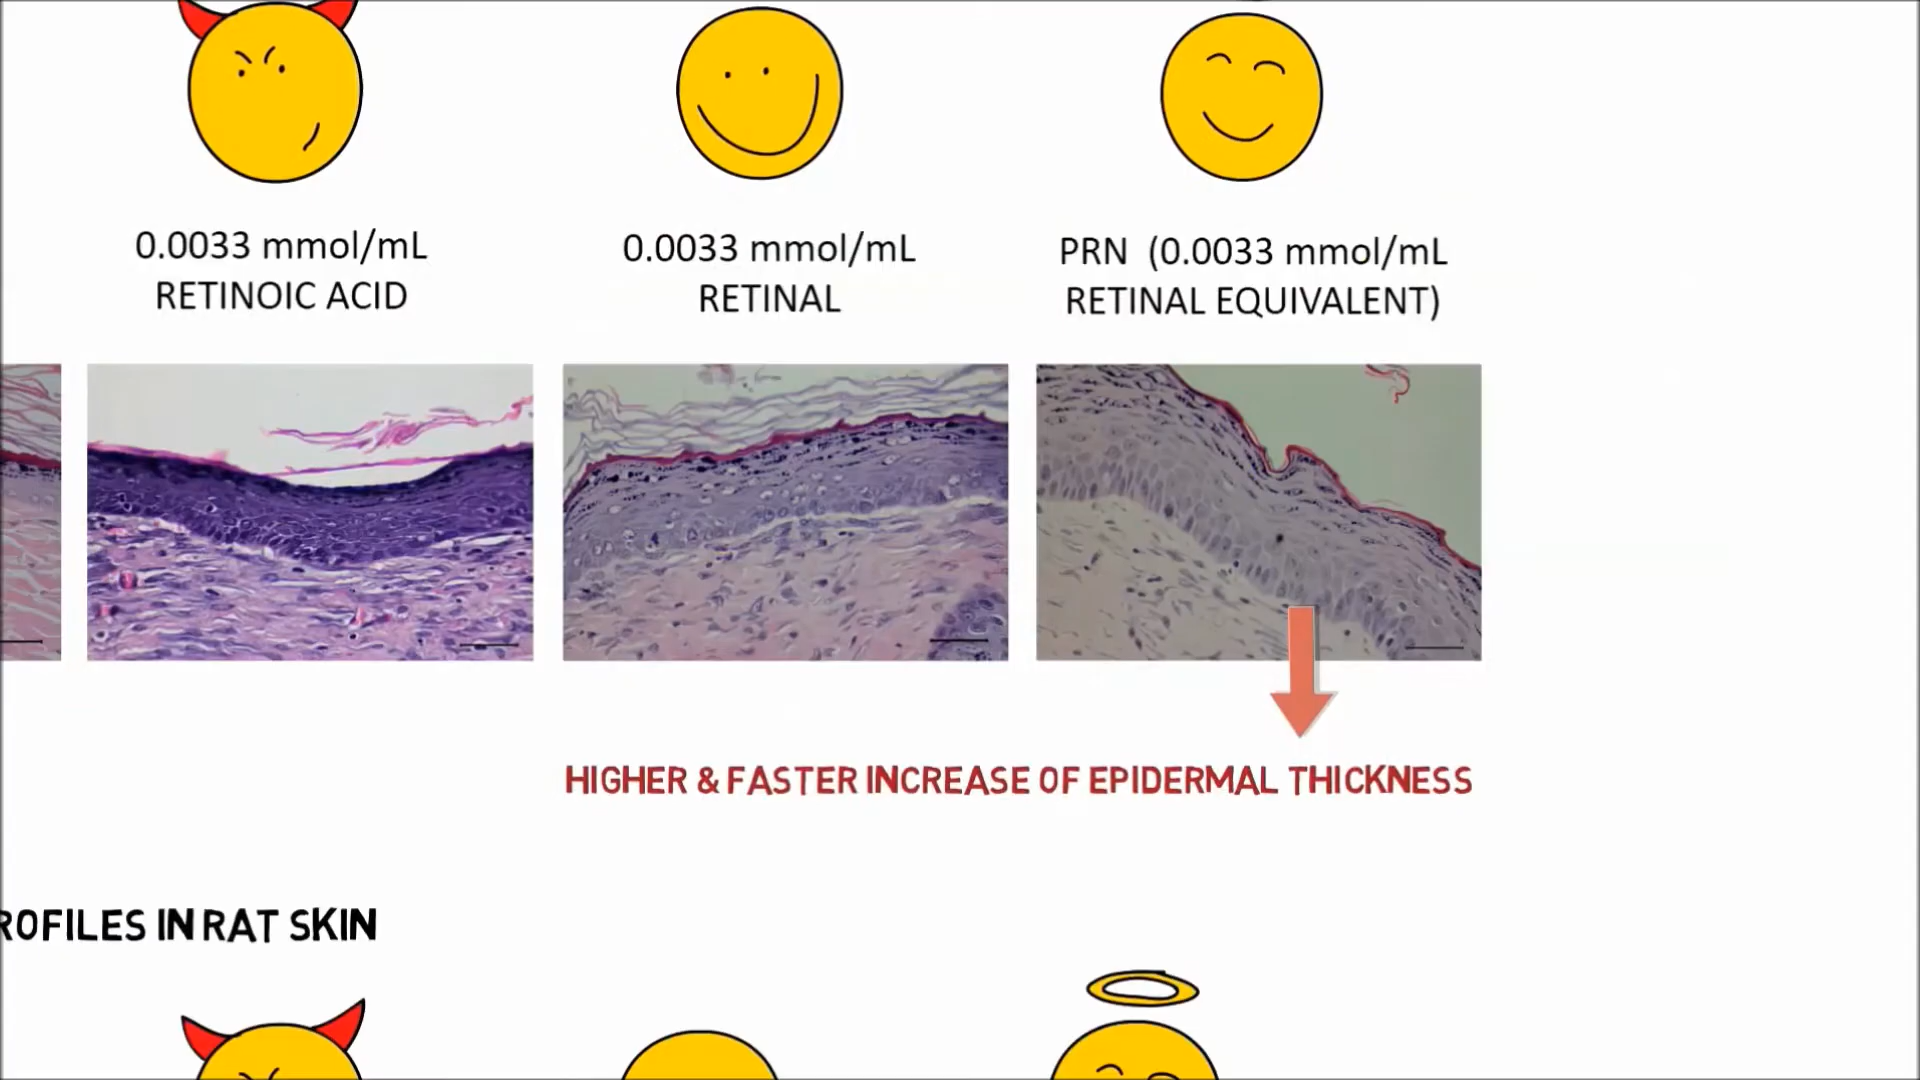 0.0033 mmol/mL
RETINOIC ACID
0.0033 mmol/mL
RETINAL
PRN (0.0033 mmol/mL
RETINAL EQUIVALENT)
HIGHER & FASTER INCREASE OF EPIDERMAL THICKNESS
ROFILES IN RAT SKIN